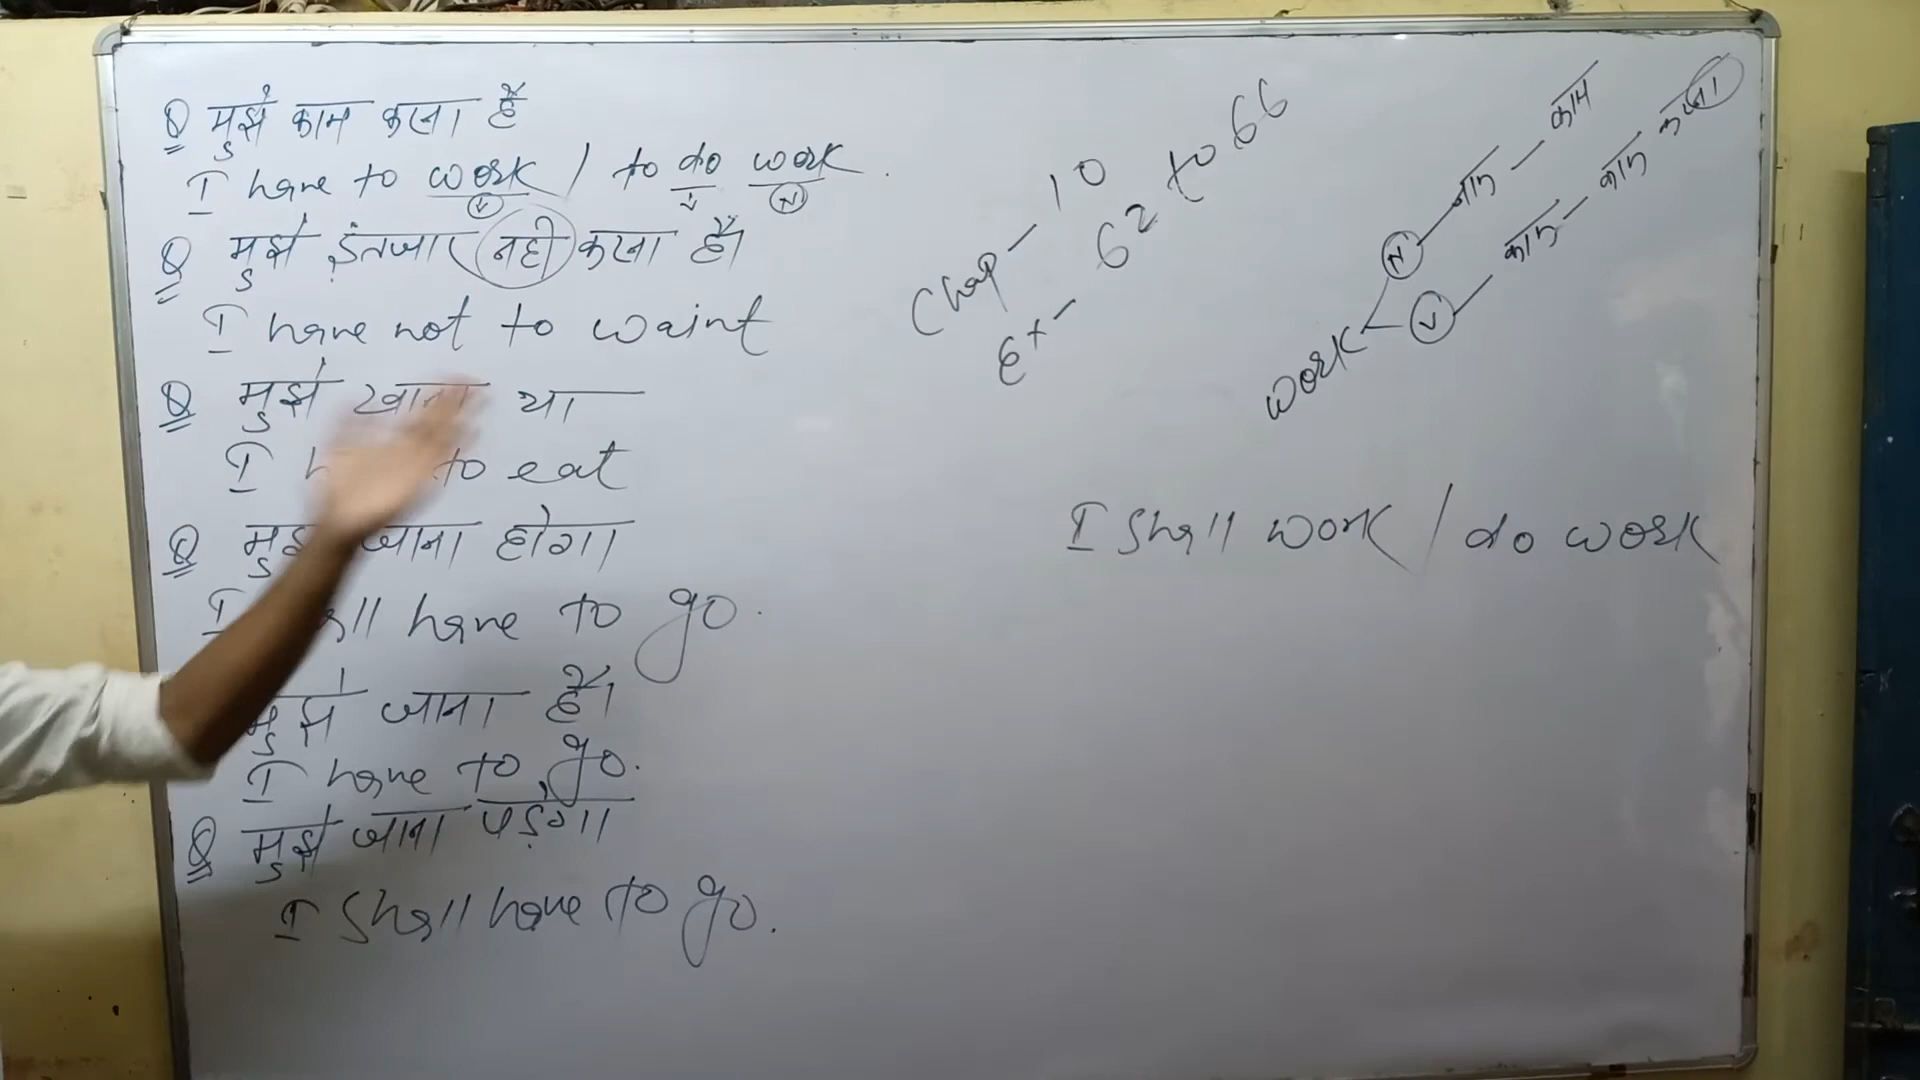 Q मुझे काम करना है
I have to work / to do work.
V V N
Q मुझे इंतजार नही करना है।
I have not to waint
Q मुझे खाना था
I to eat
Q जाना होगा
I have to go.
मुझे जाना है।
I have to go.
Q मुझे जाना पड़ेगा
I Shall have to go.
Chap - 10
Ex - 62 to 66
work
N नाम - काम
V काम - काम करना
I Shall work / do work